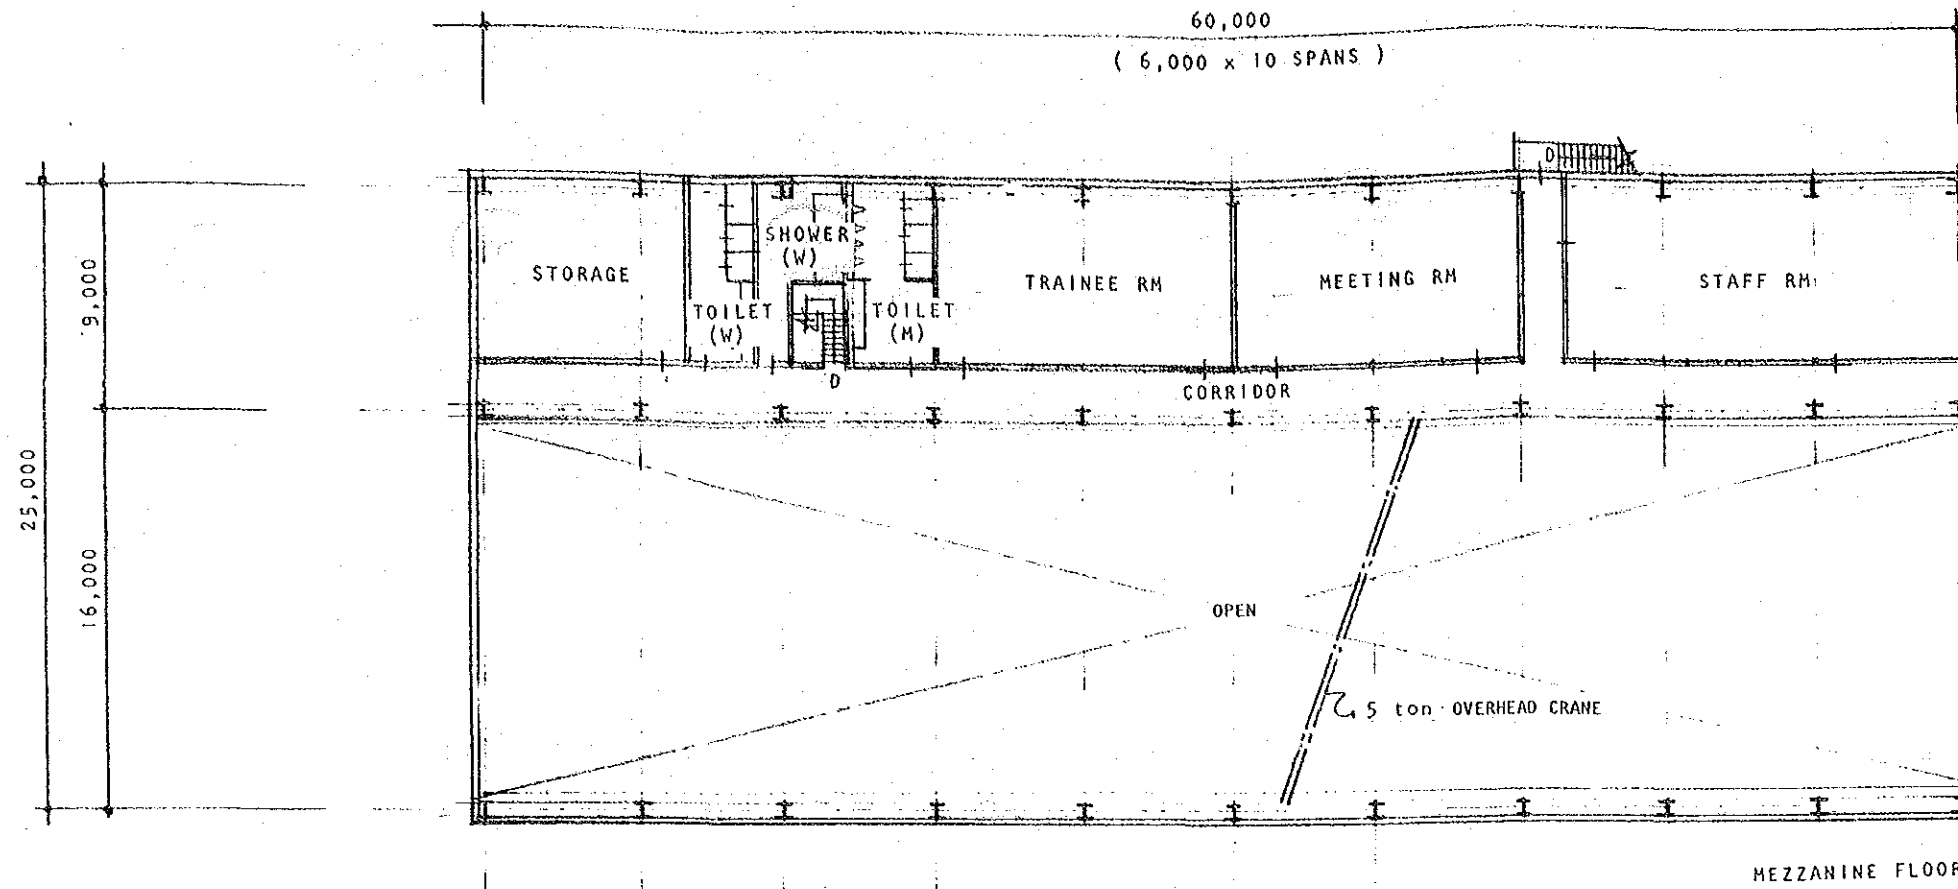 60,000
( 6,000 x 10 SPANS )
D
9,000
25,000
16,000
STORAGE
SHOWER
(W)
TOILET
(W)
TOILET
(M)
TRAINEE RM
MEETING RM
STAFF RM
D
CORRIDOR
OPEN
5 ton OVERHEAD CRANE
MEZZANINE FLOOR